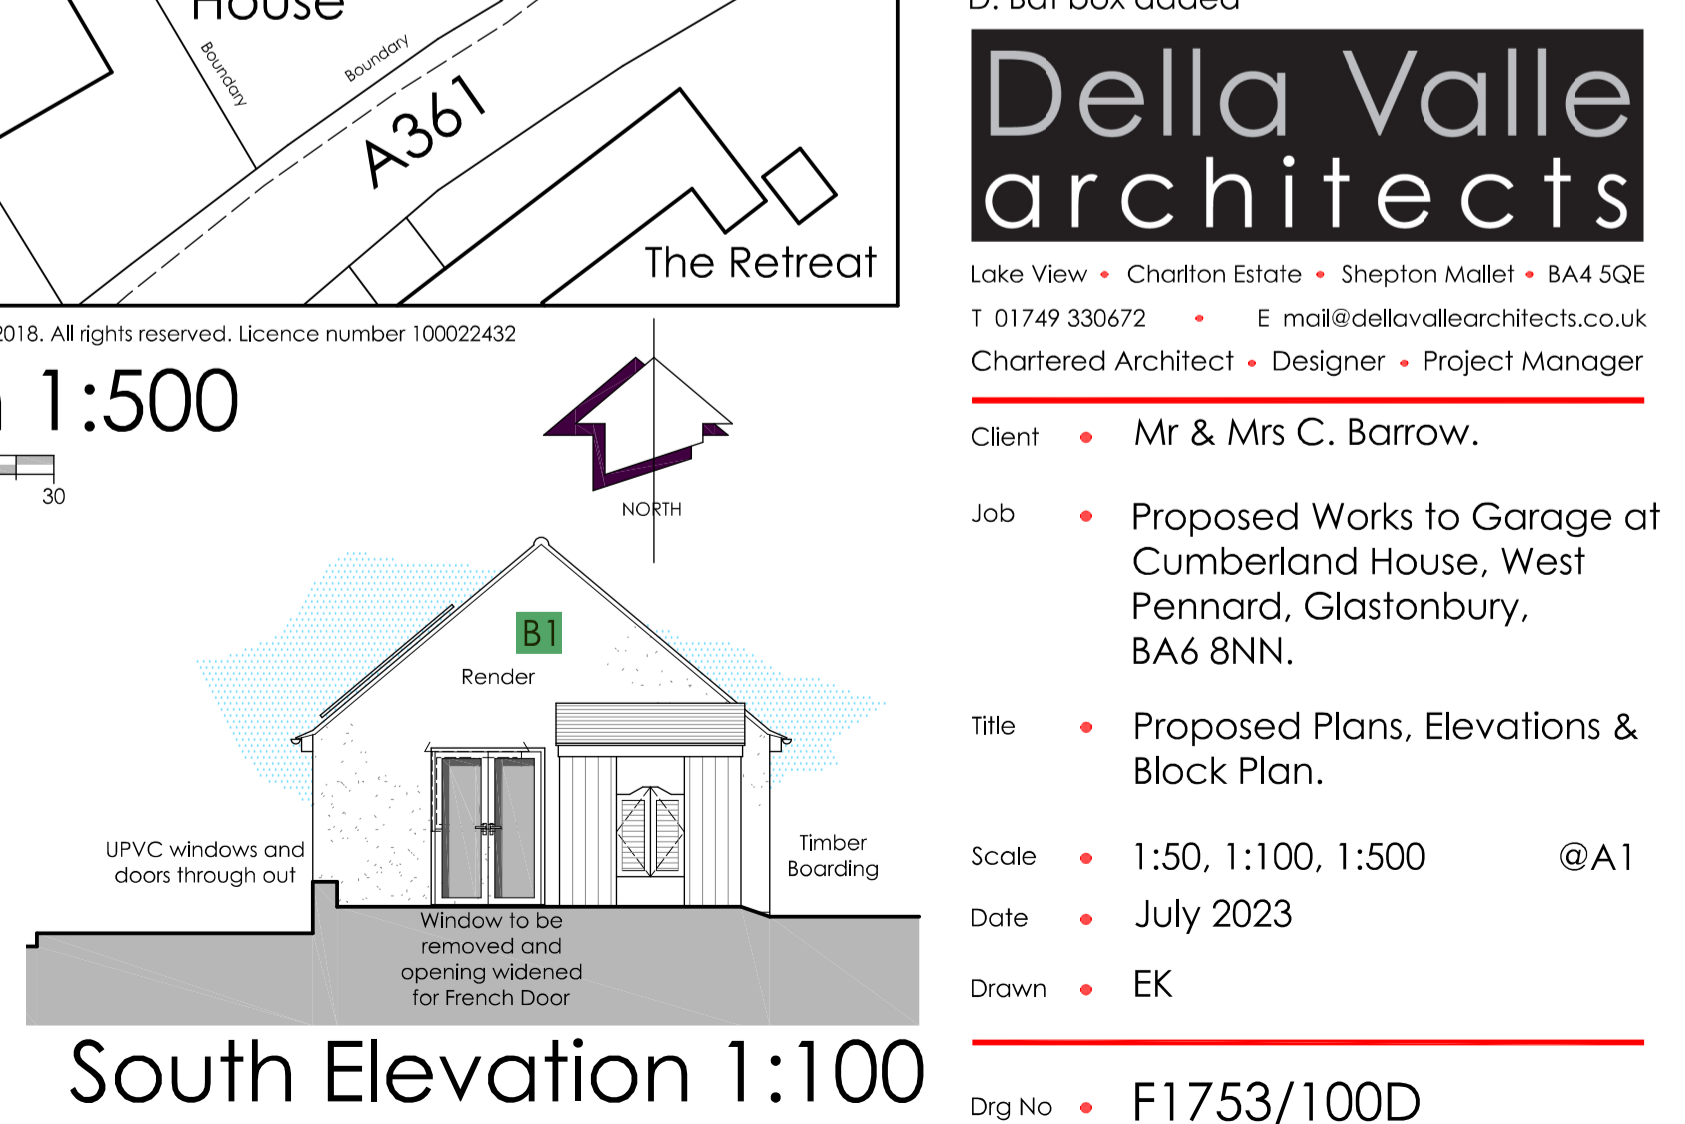 House
Boundary
Boundary
A361
The Retreat
2018. All rights reserved. Licence number 100022432
1:500
30
NORTH
B1
Render
UPVC windows and
doors through out
Timber
Boarding
Window to be
removed and
opening widened
for French Door
South Elevation 1:100
D. Bat box added
Della Valle
architects
Lake View • Charlton Estate • Shepton Mallet • BA4 5QE
T 01749 330672 • E mail@dellavallearchitects.co.uk
Chartered Architect • Designer • Project Manager
Client • Mr & Mrs C. Barrow.
Job • Proposed Works to Garage at
Cumberland House, West
Pennard, Glastonbury,
BA6 8NN.
Title • Proposed Plans, Elevations &
Block Plan.
Scale • 1:50, 1:100, 1:500 @A1
Date • July 2023
Drawn • EK
Drg No • F1753/100D